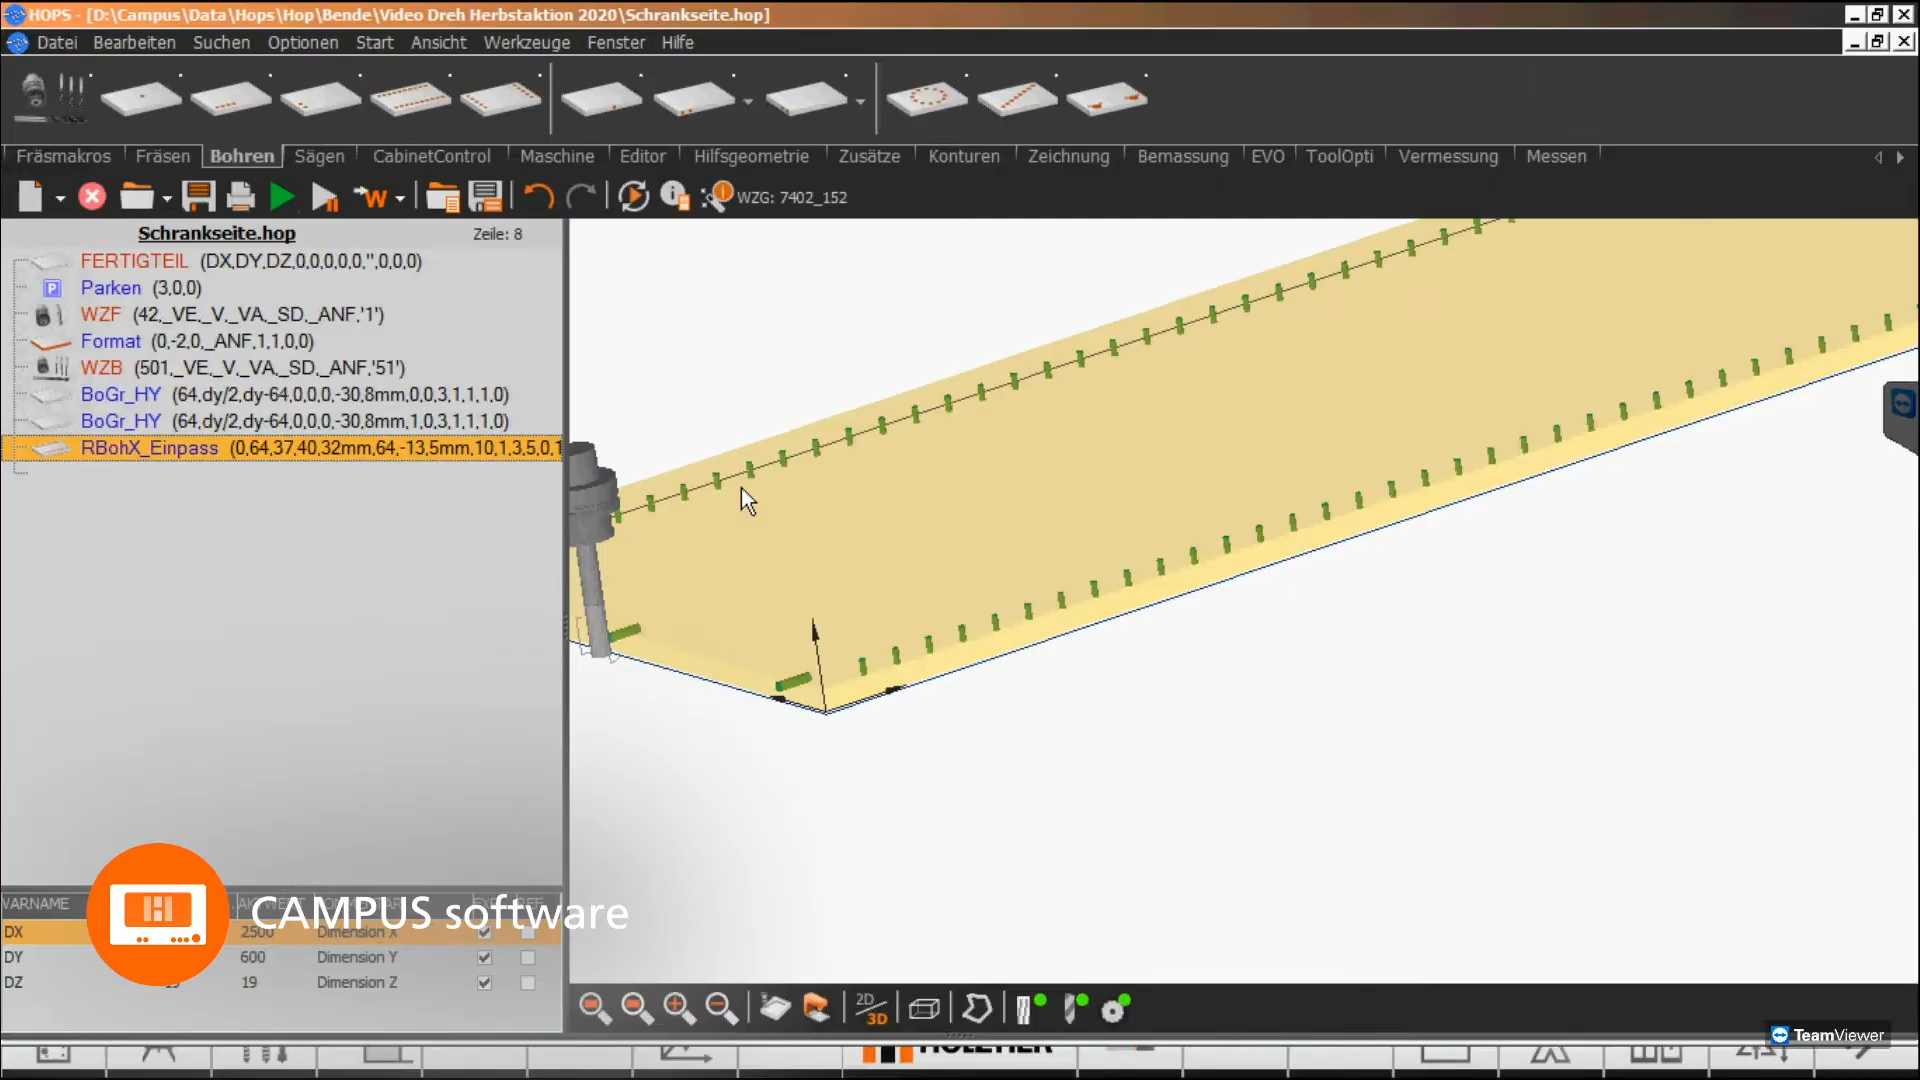 HOPS - [D:\Campus\Data\Hops\Hop\Bende\Video Dreh Herbstaktion 2020\Schrankseite.hop]
Datei Bearbeiten Suchen Optionen Start Ansicht Werkzeuge Fenster Hilfe
Fräsmakros Fräsen Bohren Sägen CabinetControl Maschine Editor Hilfsgeometrie Zusätze Konturen Zeichnung Bemassung EVO ToolOpti Vermessung Messen
W WZG: 7402_152
Schrankseite.hop Zeile: 8
FERTIGTEIL (DX,DY,DZ,0,0,0,0,0,'',0,0,0)
P Parken (3,0,0)
WZF (42,_VE,_V,_VA,_SD,_ANF,'1')
Format (0,-2,0,_ANF,1,1,0,0)
WZB (501,_VE,_V,_VA,_SD,_ANF,'51')
BoGr_HY (64,dy/2,dy-64,0,0,0,-30,8mm,0,0,3,1,1,1,0)
BoGr_HY (64,dy/2,dy-64,0,0,0,-30,8mm,1,0,3,1,1,1,0)
RBohX_Einpass (0,64,37,40,32mm,64,-13,5mm,10,1,3,5,0,1
VARNAME
CAMPUS software
DX 2500 Dimension X
DY 600 Dimension Y
DZ 19 Dimension Z
2D/3D
TeamViewer